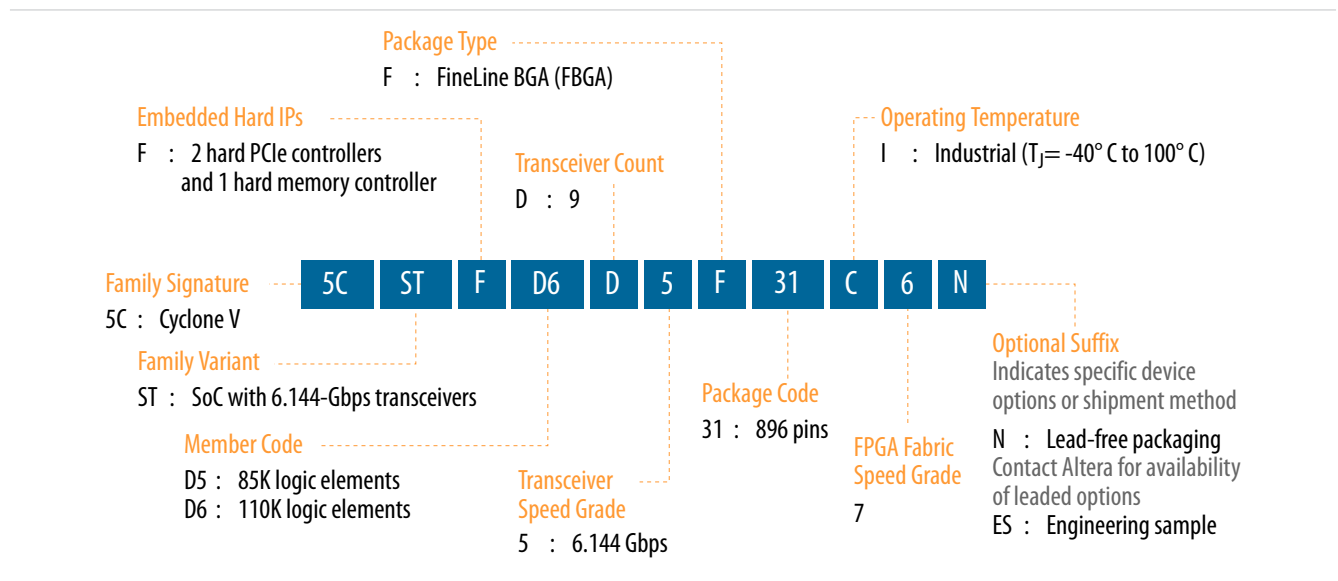 Package Type
F : FineLine BGA (FBGA)
Embedded Hard IPs
F : 2 hard PCIe controllers
and 1 hard memory controller
Transceiver Count
D : 9
Operating Temperature
I : Industrial (TJ= -40° C to 100° C)
Family Signature
5C : Cyclone V
5C ST F D6 D 5 F 31 C 6 N
Family Variant
ST : SoC with 6.144-Gbps transceivers
Member Code
D5 : 85K logic elements
D6 : 110K logic elements
Transceiver
Speed Grade
5 : 6.144 Gbps
Package Code
31 : 896 pins
FPGA Fabric
Speed Grade
7
Optional Suffix
Indicates specific device
options or shipment method
N : Lead-free packaging
Contact Altera for availability
of leaded options
ES : Engineering sample